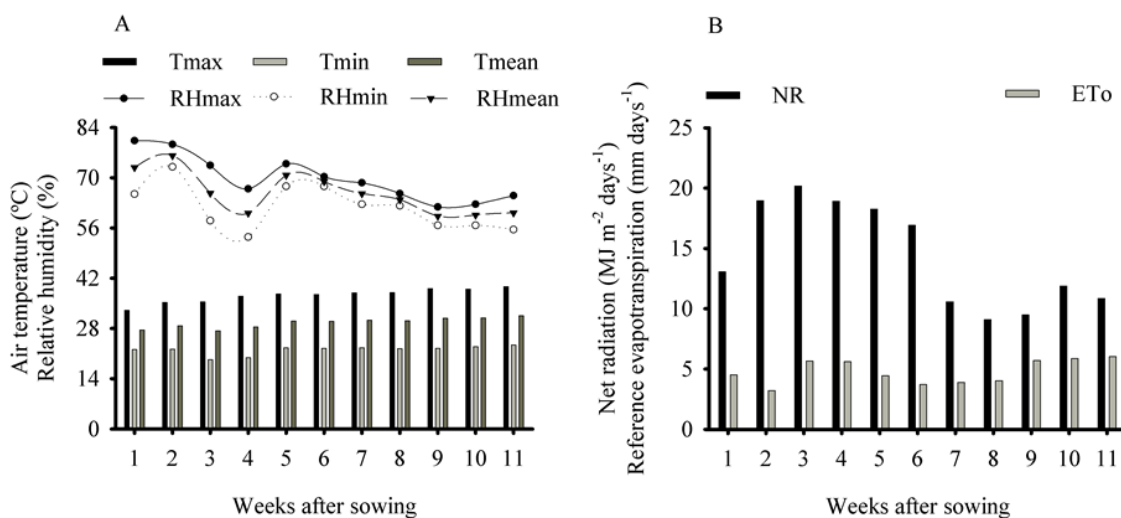 A
Tmax Tmin Tmean
RHmax RHmin RHmean
Air temperature (ºC)
Relative humidity (%)
84
70
56
42
28
14
0
1 2 3 4 5 6 7 8 9 10 11
Weeks after sowing
B
NR ETo
Net radiation (MJ m⁻² days⁻¹)
Reference evapotranspiration (mm days⁻¹)
25
20
15
10
5
0
1 2 3 4 5 6 7 8 9 10 11
Weeks after sowing